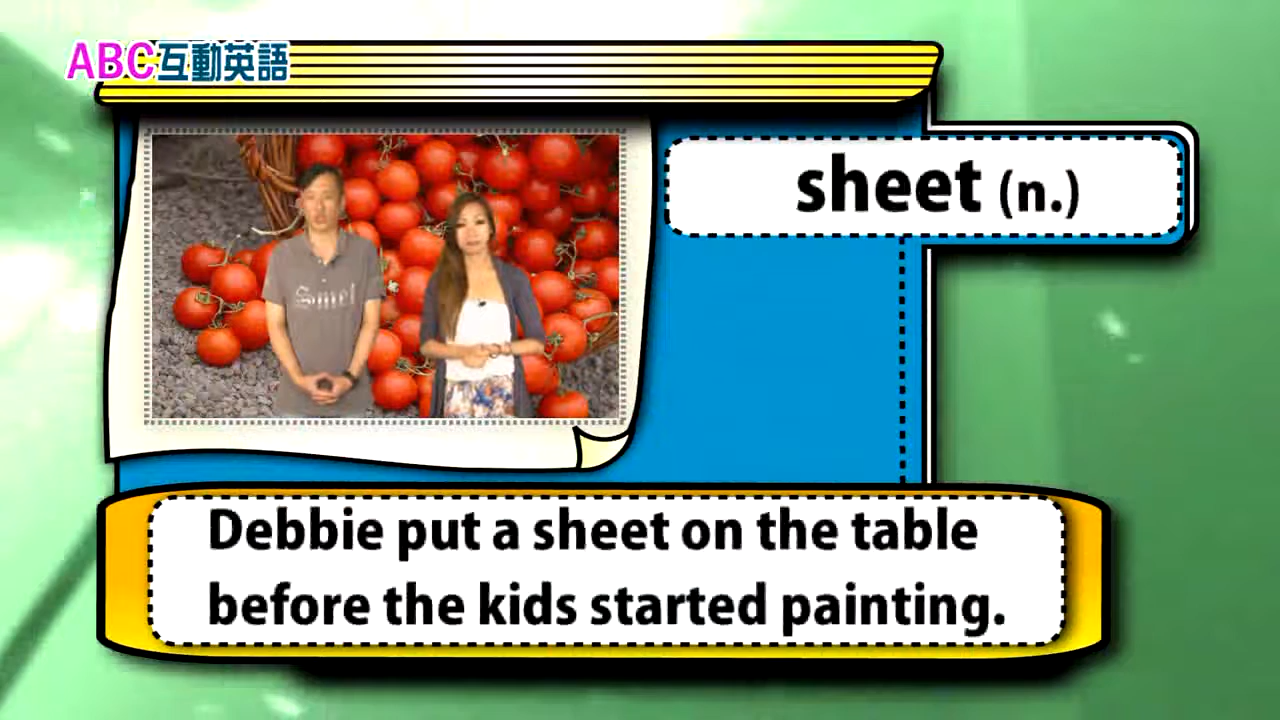 ABC互動英語
sheet (n.)
Smet
Debbie put a sheet on the table
before the kids started painting.